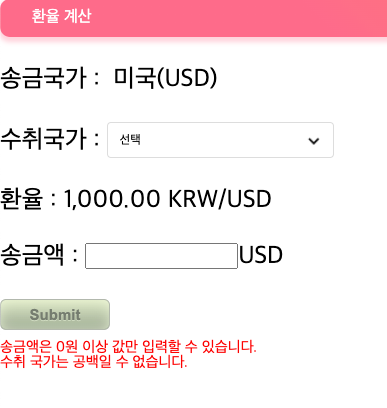 환율 계산
송금국가 : 미국(USD)
수취국가 : 선택
환율 : 1,000.00 KRW/USD
송금액 : USD
Submit
송금액은 0원 이상 값만 입력할 수 있습니다.
수취 국가는 공백일 수 없습니다.